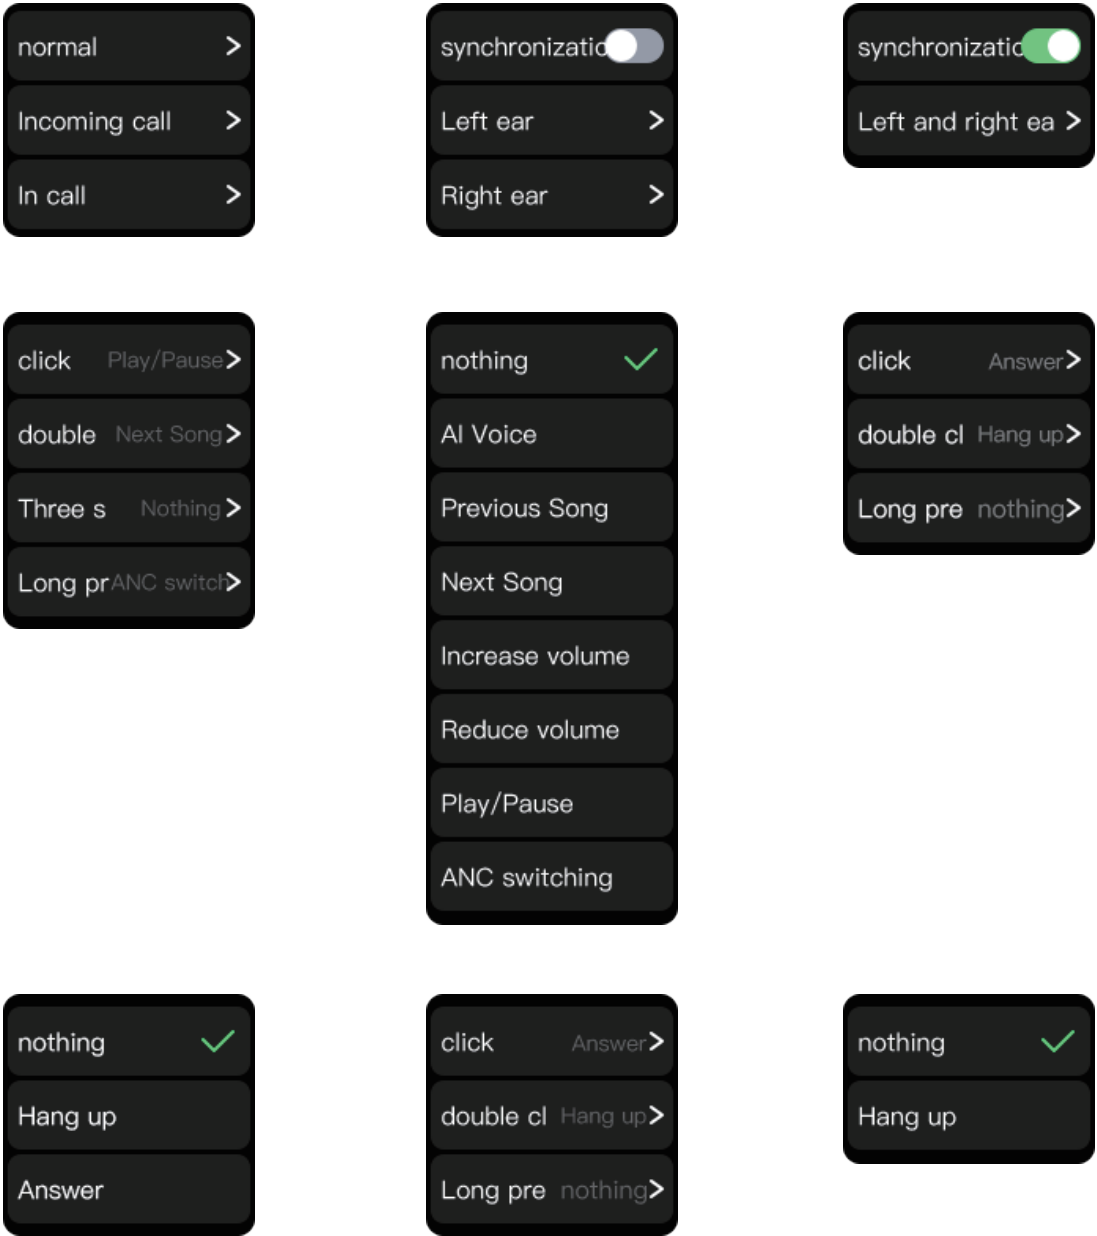 normal
Incoming call
In call
synchronizatio
Left ear
Right ear
synchronizatic
Left and right ea
click Play/Pause
double Next Song
Three s Nothing
Long pr ANC switch
nothing
AI Voice
Previous Song
Next Song
Increase volume
Reduce volume
Play/Pause
ANC switching
click Answer
double cl Hang up
Long pre nothing
nothing
Hang up
Answer
click Answer
double cl Hang up
Long pre nothing
nothing
Hang up